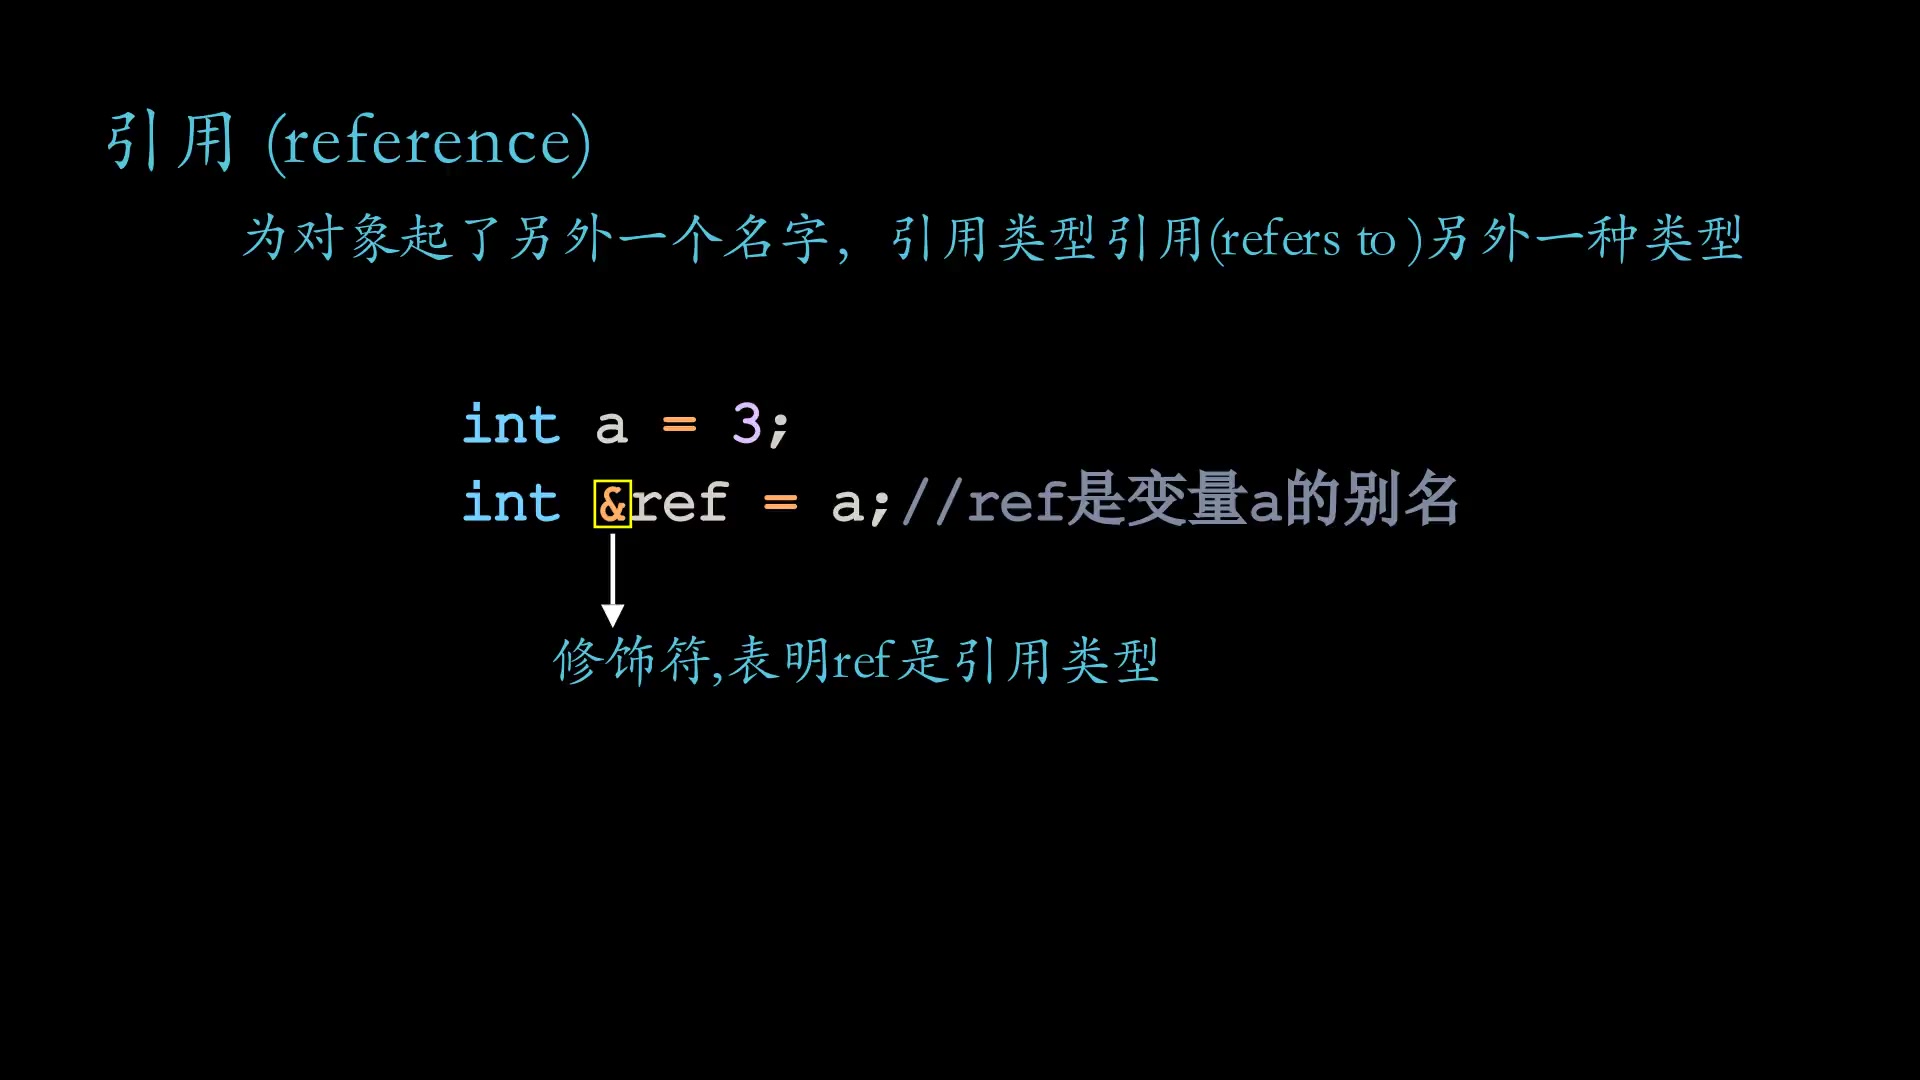 引用 (reference)
为对象起了另外一个名字，引用类型引用(refers to )另外一种类型
int a = 3;
int &ref = a;//ref是变量a的别名
修饰符,表明ref是引用类型